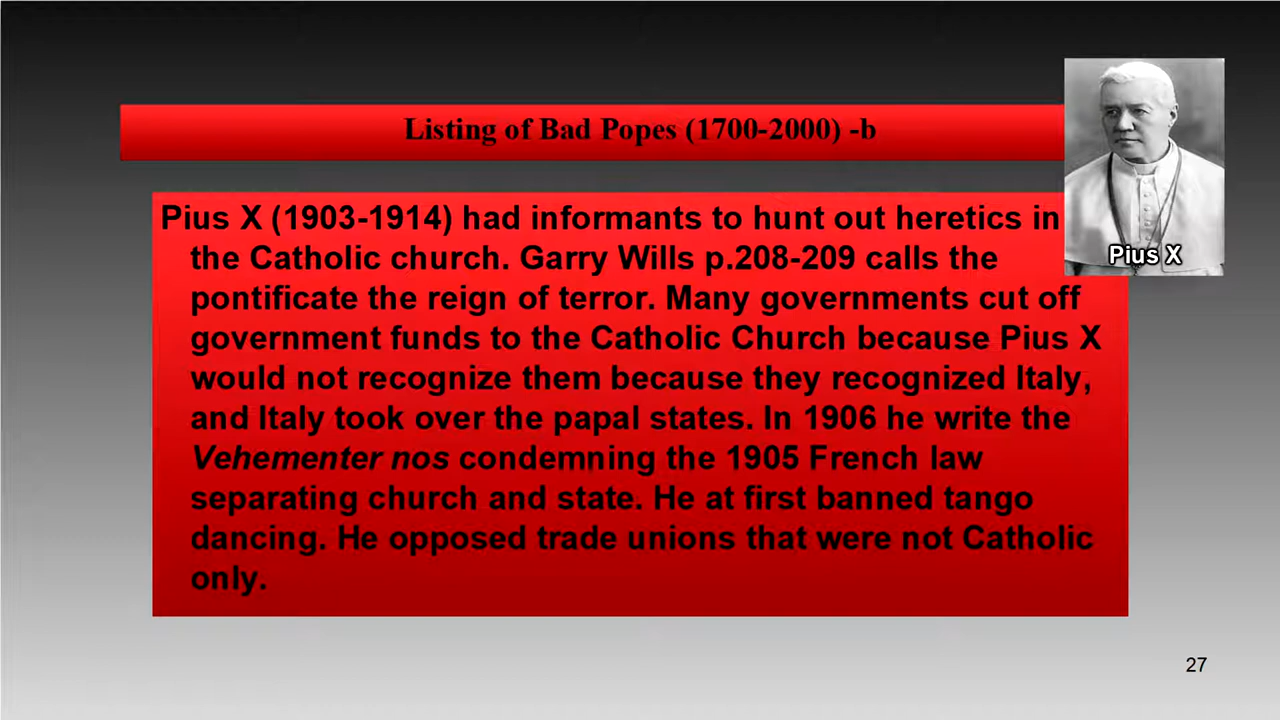 Listing of Bad Popes (1700-2000) -b
Pius X (1903-1914) had informants to hunt out heretics in
the Catholic church. Garry Wills p.208-209 calls the
pontificate the reign of terror. Many governments cut off
government funds to the Catholic Church because Pius X
would not recognize them because they recognized Italy,
and Italy took over the papal states. In 1906 he write the
Vehementer nos condemning the 1905 French law
separating church and state. He at first banned tango
dancing. He opposed trade unions that were not Catholic
only.
Pius X
27